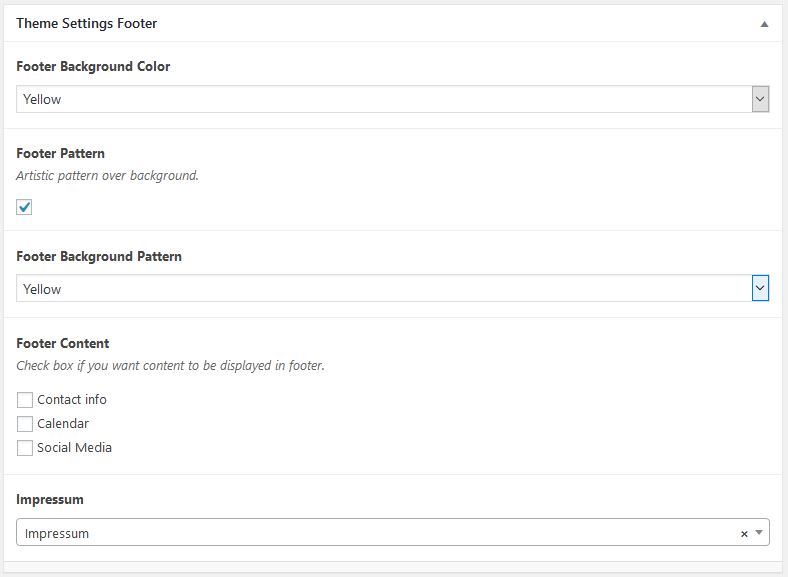 Theme Settings Footer
Footer Background Color
Yellow
Footer Pattern
Artistic pattern over background.
Footer Background Pattern
Yellow
Footer Content
Check box if you want content to be displayed in footer.
Contact info
Calendar
Social Media
Impressum
Impressum